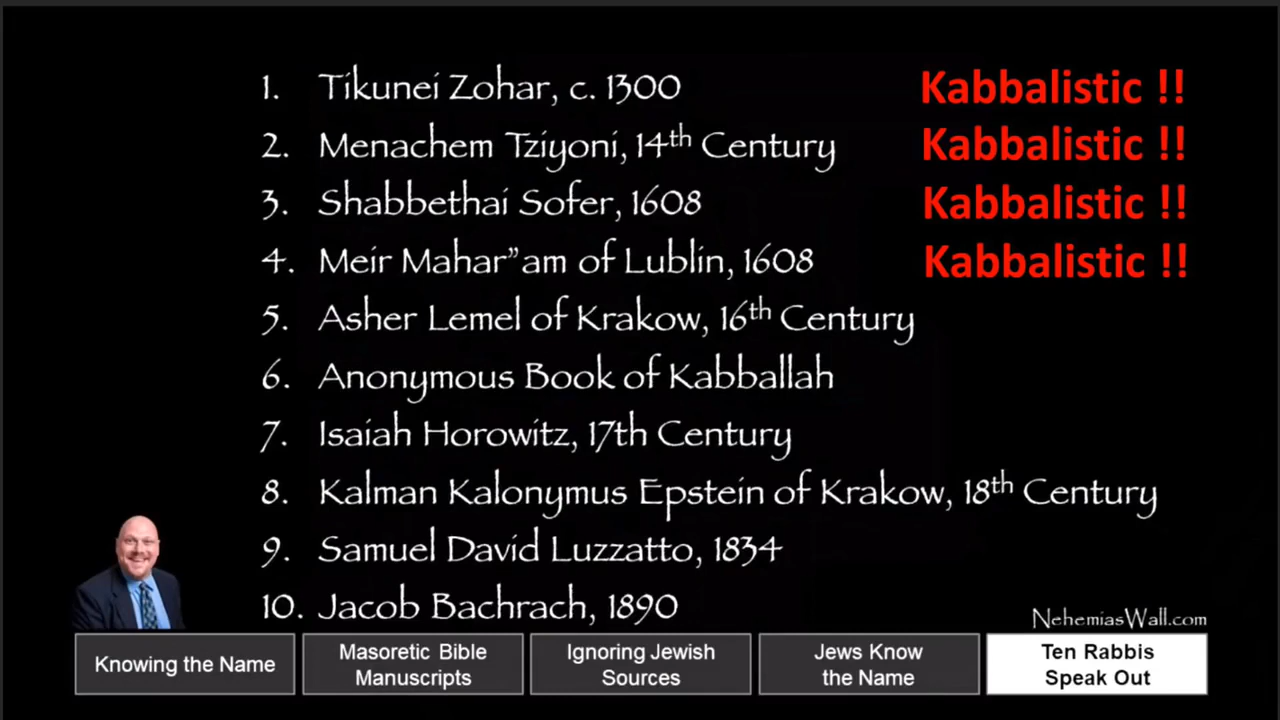 1. Tikunei Zohar, c. 1300 Kabbalistic !!
2. Menachem Tziyoni, 14th Century Kabbalistic !!
3. Shabbethai Sofer, 1608 Kabbalistic !!
4. Meir Mahar”am of Lublin, 1608 Kabbalistic !!
5. Asher Lemel of Krakow, 16th Century
6. Anonymous Book of Kabballah
7. Isaiah Horowitz, 17th Century
8. Kalman Kalonymus Epstein of Krakow, 18th Century
9. Samuel David Luzzatto, 1834
10. Jacob Bachrach, 1890
NehemiasWall.com
Knowing the Name
Masoretic Bible
Manuscripts
Ignoring Jewish
Sources
Jews Know
the Name
Ten Rabbis
Speak Out